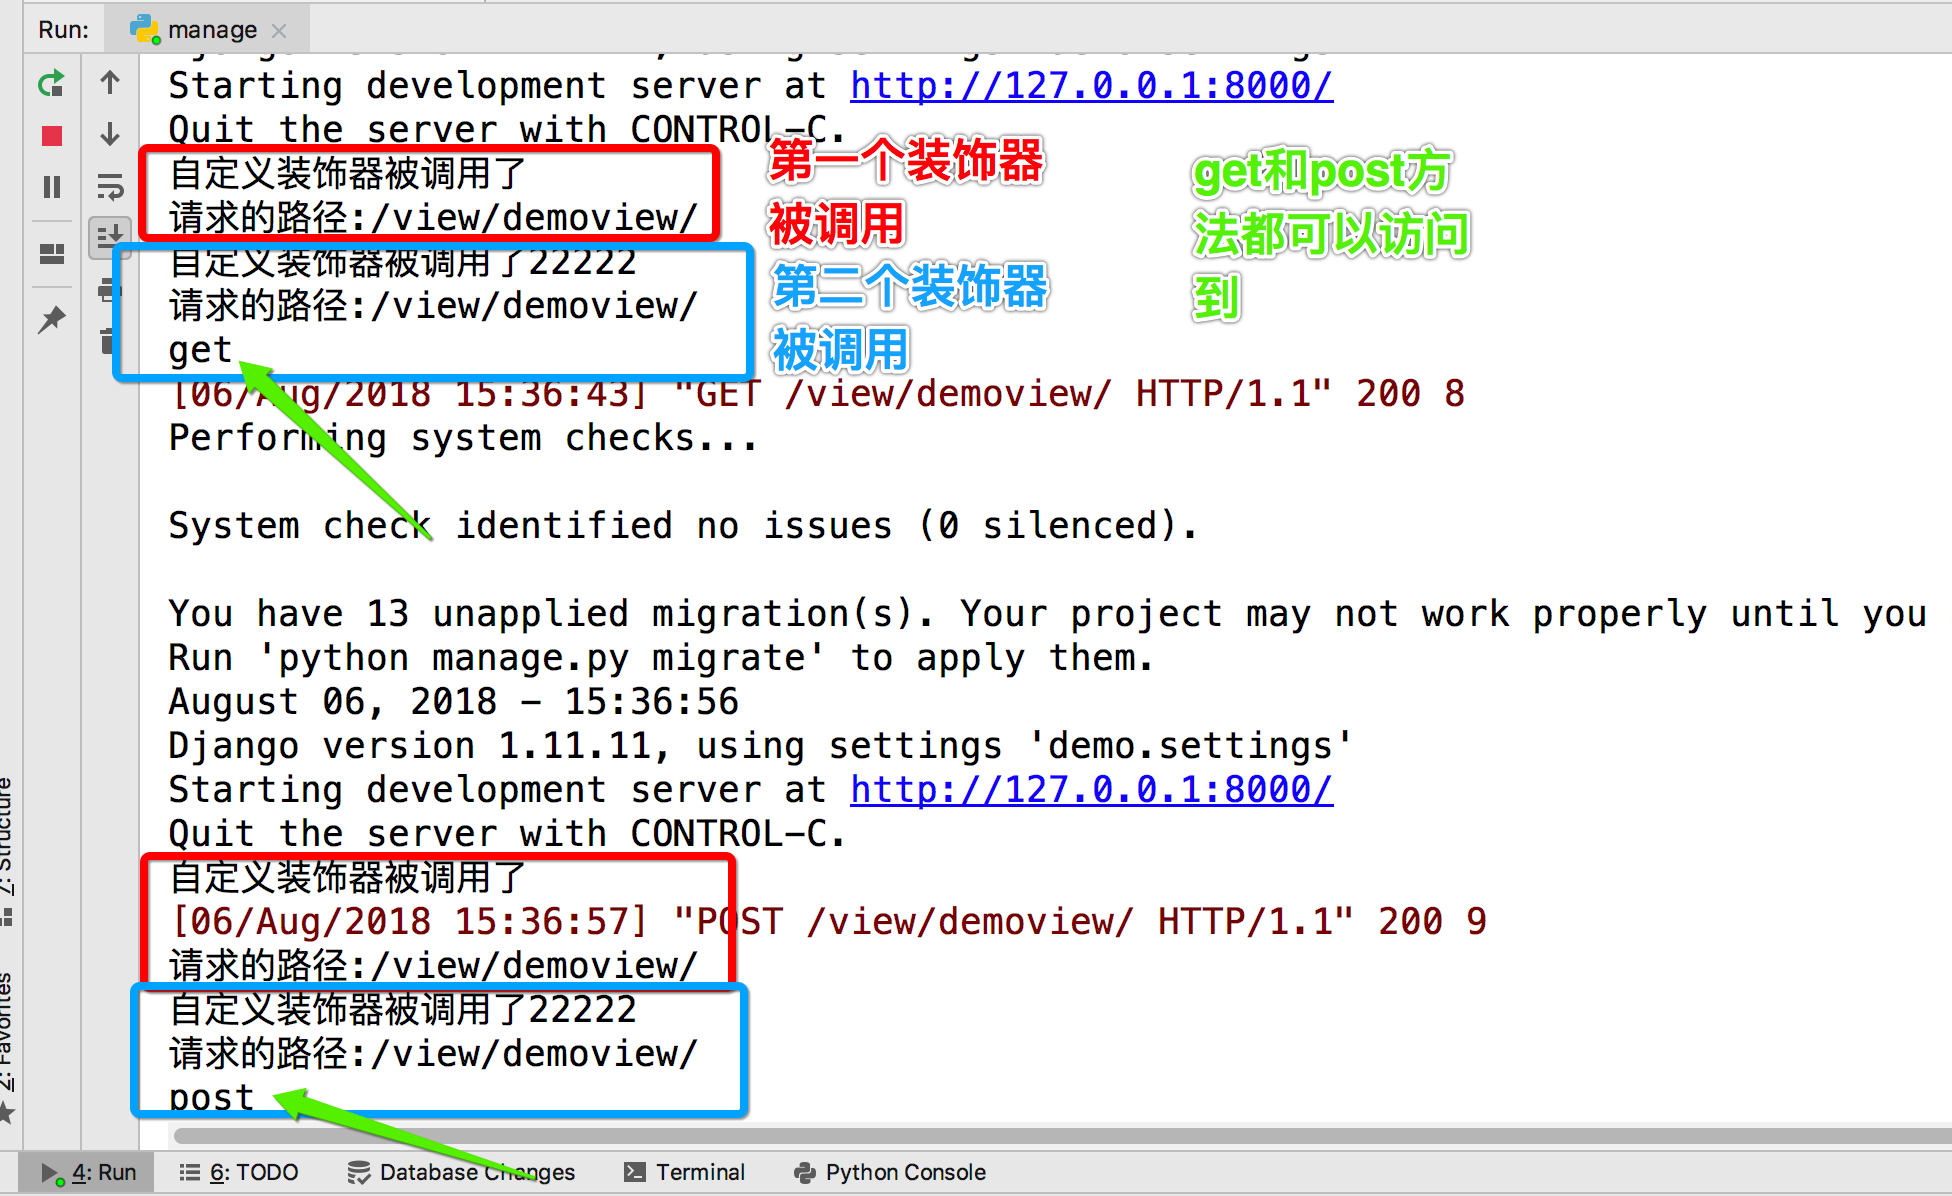 Run: manage
Starting development server at http://127.0.0.1:8000/
Quit the server with CONTROL-C.
自定义装饰器被调用了
请求的路径:/view/demoview/
第一个装饰器
被调用
get和post方
法都可以访问
到
自定义装饰器被调用了22222
请求的路径:/view/demoview/
get
第二个装饰器
被调用
[06/Aug/2018 15:36:43] "GET /view/demoview/ HTTP/1.1" 200 8
Performing system checks...
System check identified no issues (0 silenced).
You have 13 unapplied migration(s). Your project may not work properly until you
Run 'python manage.py migrate' to apply them.
August 06, 2018 - 15:36:56
Django version 1.11.11, using settings 'demo.settings'
Starting development server at http://127.0.0.1:8000/
Quit the server with CONTROL-C.
自定义装饰器被调用了
[06/Aug/2018 15:36:57] "POST /view/demoview/ HTTP/1.1" 200 9
请求的路径:/view/demoview/
自定义装饰器被调用了22222
请求的路径:/view/demoview/
post
7: Structure
2: Favorites
4: Run 6: TODO Database Changes Terminal Python Console